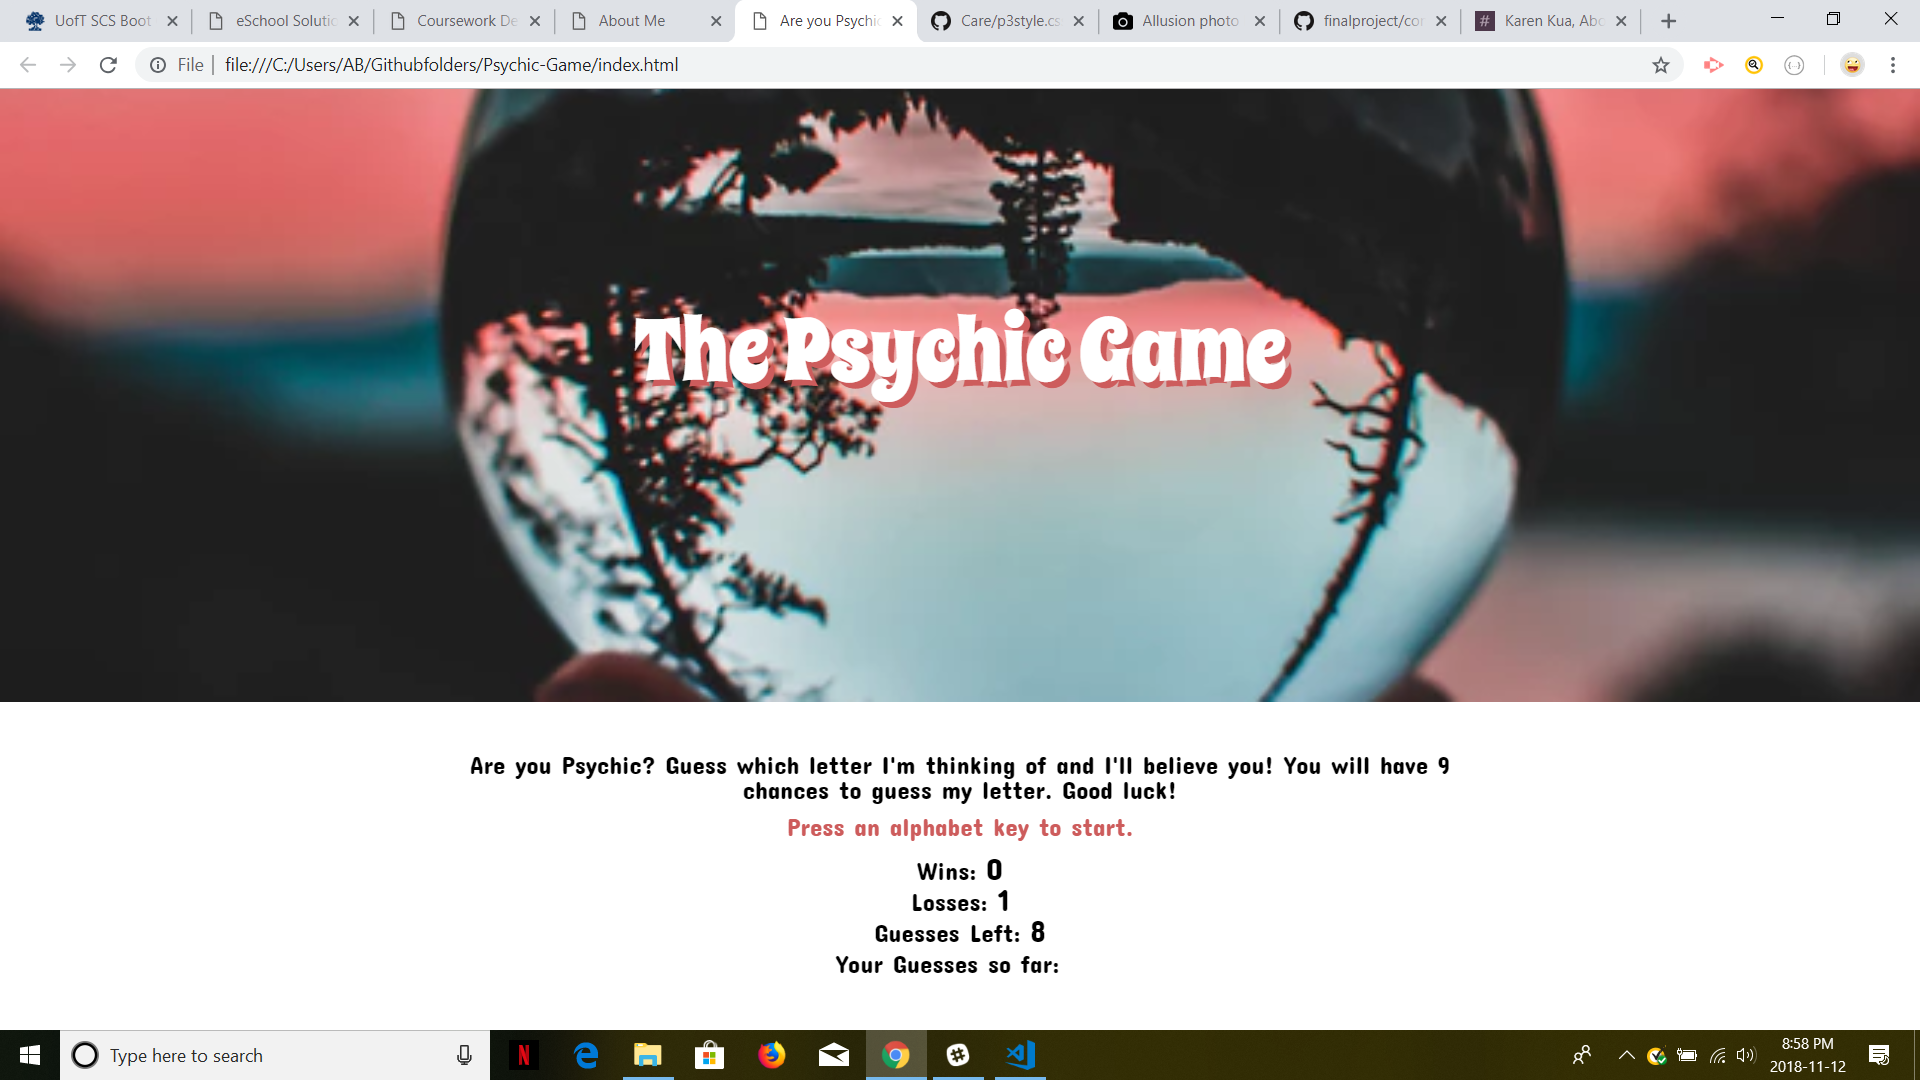 UofT SCS Boot
eSchool Solutio
Coursework De
About Me
Are you Psychic
Care/p3style.cs
Allusion photo
finalproject/cor
Karen Kua, Abo
File
file:///C:/Users/AB/Githubfolders/Psychic-Game/index.html
The Psychic Game
Are you Psychic? Guess which letter I'm thinking of and I'll believe you! You will have 9
chances to guess my letter. Good luck!
Press an alphabet key to start.
Wins: 0
Losses: 1
Guesses Left: 8
Your Guesses so far:
Type here to search
8:58 PM
2018-11-12